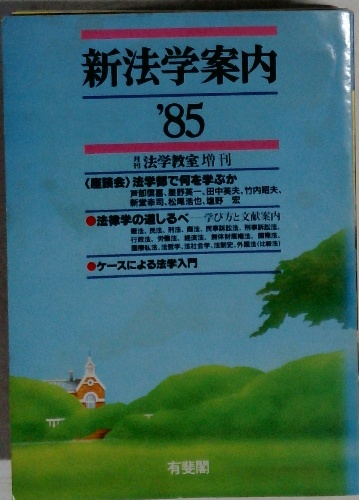 新法学案内
'85
月刊 法学教室 増刊
〈座談会〉法学部で何を学ぶか
芦部信喜、星野英一、田中英夫、竹内昭夫、
新堂幸司、松尾浩也、塩野 宏
●法律学の道しるべ──学び方と文献案内
憲法、民法、刑法、商法、民事訴訟法、刑事訴訟法、
行政法、労働法、経済法、無体財産権法、国際法、
国際私法、法哲学、法社会学、法制史、外国法(比較法)
●ケースによる法学入門
有斐閣